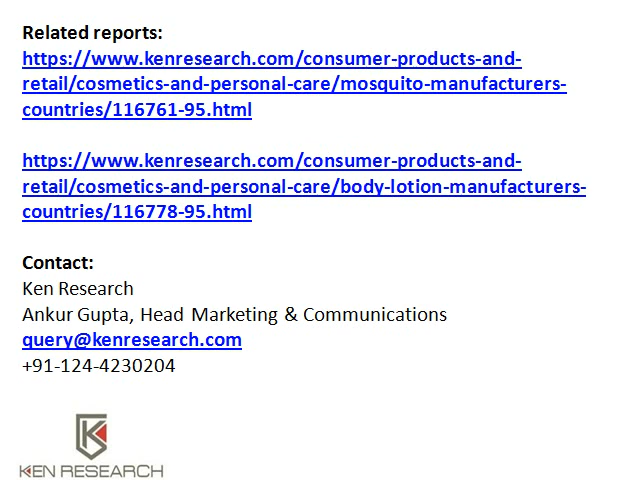 Related reports:
https://www.kenresearch.com/consumer-products-and-
retail/cosmetics-and-personal-care/mosquito-manufacturers-
countries/116761-95.html
https://www.kenresearch.com/consumer-products-and-
retail/cosmetics-and-personal-care/body-lotion-manufacturers-
countries/116778-95.html
Contact:
Ken Research
Ankur Gupta, Head Marketing & Communications
query@kenresearch.com
+91-124-4230204
KEN RESEARCH